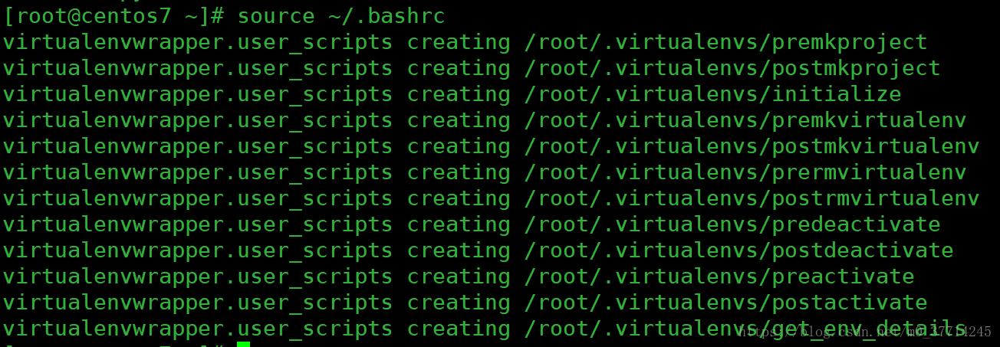 [root@centos7 ~]# source ~/.bashrc
virtualenvwrapper.user_scripts creating /root/.virtualenvs/premkproject
virtualenvwrapper.user_scripts creating /root/.virtualenvs/postmkproject
virtualenvwrapper.user_scripts creating /root/.virtualenvs/initialize
virtualenvwrapper.user_scripts creating /root/.virtualenvs/premkvirtualenv
virtualenvwrapper.user_scripts creating /root/.virtualenvs/postmkvirtualenv
virtualenvwrapper.user_scripts creating /root/.virtualenvs/prermvirtualenv
virtualenvwrapper.user_scripts creating /root/.virtualenvs/postrmvirtualenv
virtualenvwrapper.user_scripts creating /root/.virtualenvs/predeactivate
virtualenvwrapper.user_scripts creating /root/.virtualenvs/postdeactivate
virtualenvwrapper.user_scripts creating /root/.virtualenvs/preactivate
virtualenvwrapper.user_scripts creating /root/.virtualenvs/postactivate
virtualenvwrapper.user_scripts creating /root/.virtualenvs/get_env_details
https://blog.csdn.net/m0_37714245